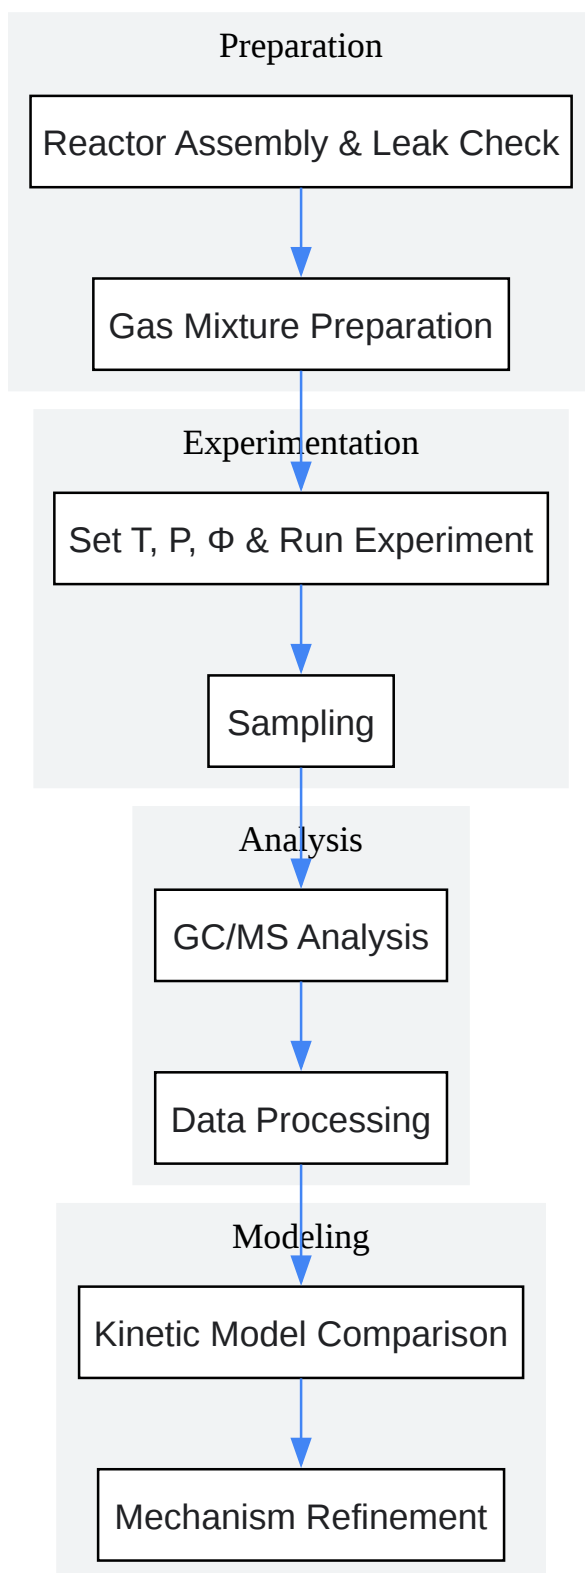 Preparation
Reactor Assembly & Leak Check
Gas Mixture Preparation
Experimentation
Set T, P, Φ & Run Experiment
Sampling
Analysis
GC/MS Analysis
Data Processing
Modeling
Kinetic Model Comparison
Mechanism Refinement